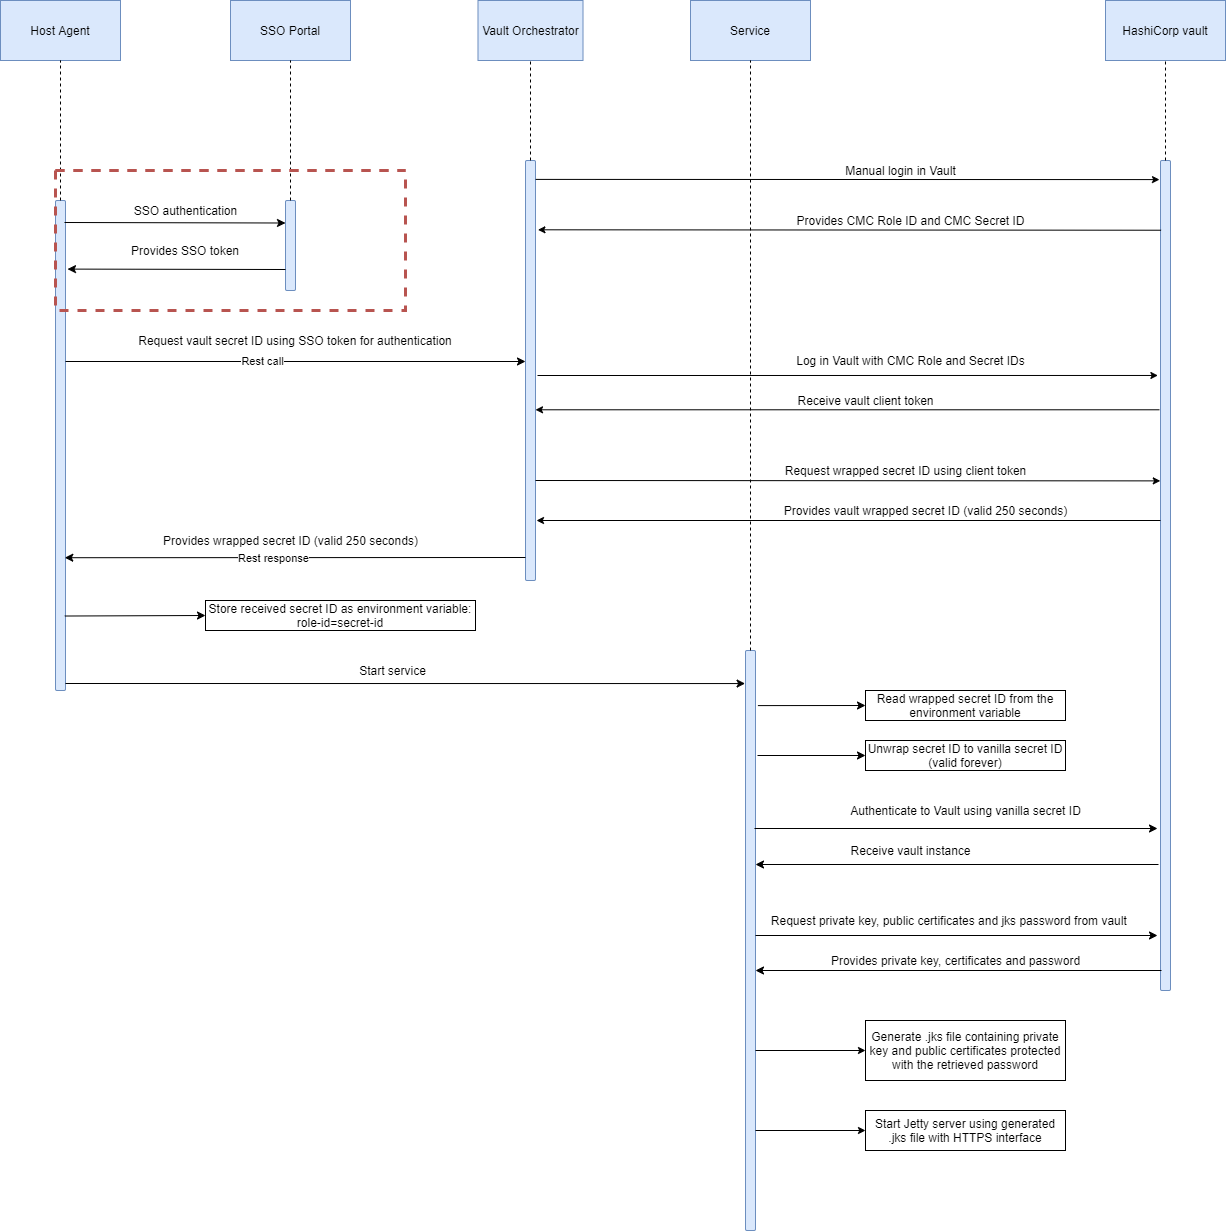 Host Agent
SSO Portal
Vault Orchestrator
Service
HashiCorp vault
Manual login in Vault
SSO authentication
Provides CMC Role ID and CMC Secret ID
Provides SSO token
Request vault secret ID using SSO token for authentication
Rest call
Log in Vault with CMC Role and Secret IDs
Receive vault client token
Request wrapped secret ID using client token
Provides vault wrapped secret ID (valid 250 seconds)
Provides wrapped secret ID (valid 250 seconds)
Rest response
Store received secret ID as environment variable:
role-id=secret-id
Start service
Read wrapped secret ID from the
environment variable
Unwrap secret ID to vanilla secret ID
(valid forever)
Authenticate to Vault using vanilla secret ID
Receive vault instance
Request private key, public certificates and jks password from vault
Provides private key, certificates and password
Generate .jks file containing private
key and public certificates protected
with the retrieved password
Start Jetty server using generated
.jks file with HTTPS interface